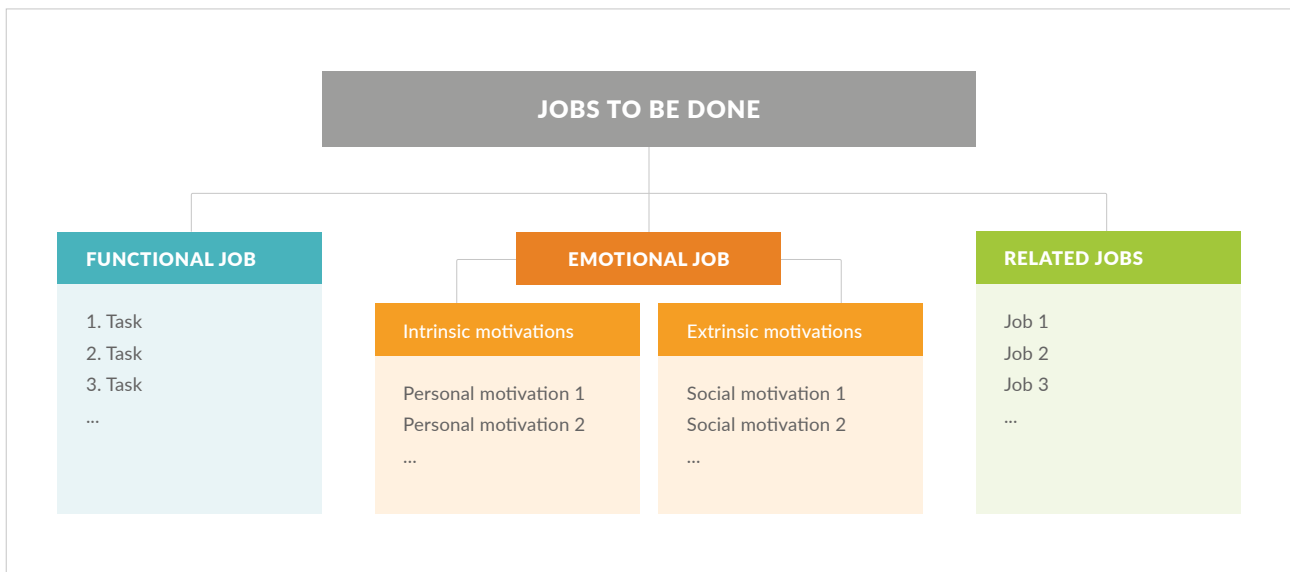 JOBS TO BE DONE
FUNCTIONAL JOB
1. Task
2. Task
3. Task
...
EMOTIONAL JOB
Intrinsic motivations
Personal motivation 1
Personal motivation 2
...
Extrinsic motivations
Social motivation 1
Social motivation 2
...
RELATED JOBS
Job 1
Job 2
Job 3
...